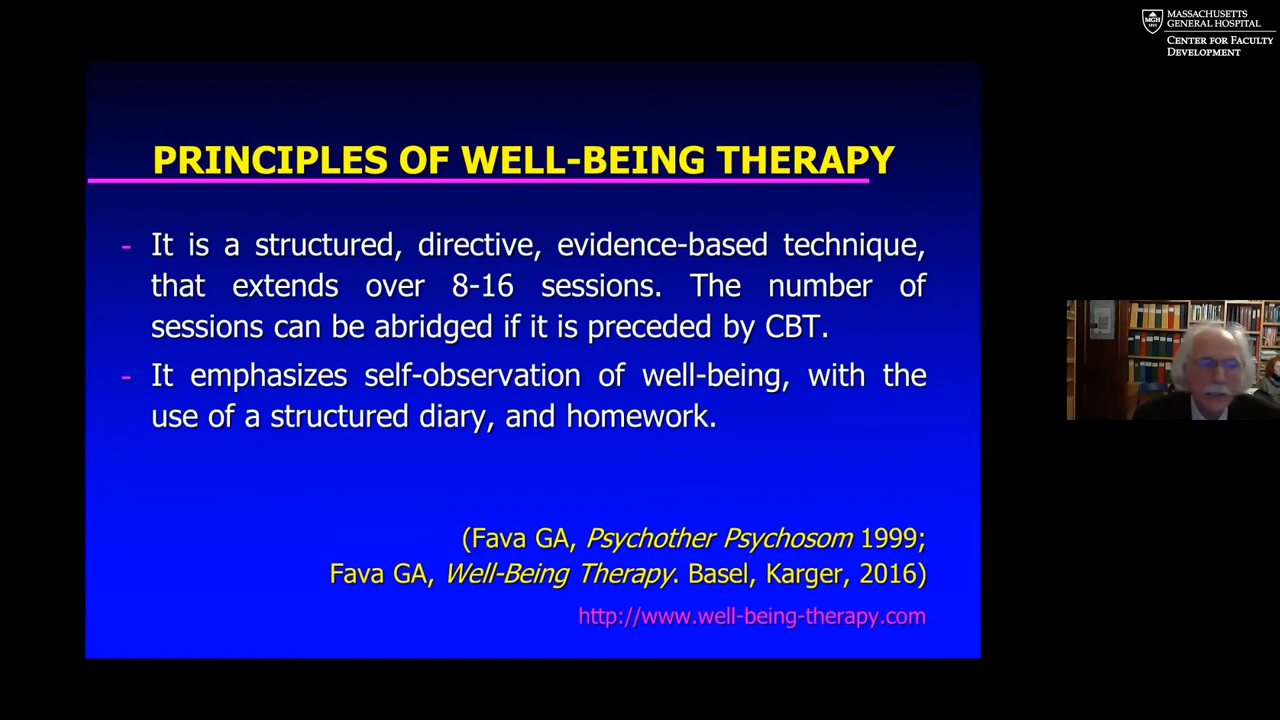 MASSACHUSETTS
GENERAL HOSPITAL
CENTER FOR FACULTY
DEVELOPMENT
MGH
1811
PRINCIPLES OF WELL-BEING THERAPY
- It is a structured, directive, evidence-based technique,
that extends over 8-16 sessions. The number of
sessions can be abridged if it is preceded by CBT.
- It emphasizes self-observation of well-being, with the
use of a structured diary, and homework.
(Fava GA, Psychother Psychosom 1999;
Fava GA, Well-Being Therapy. Basel, Karger, 2016)
http://www.well-being-therapy.com